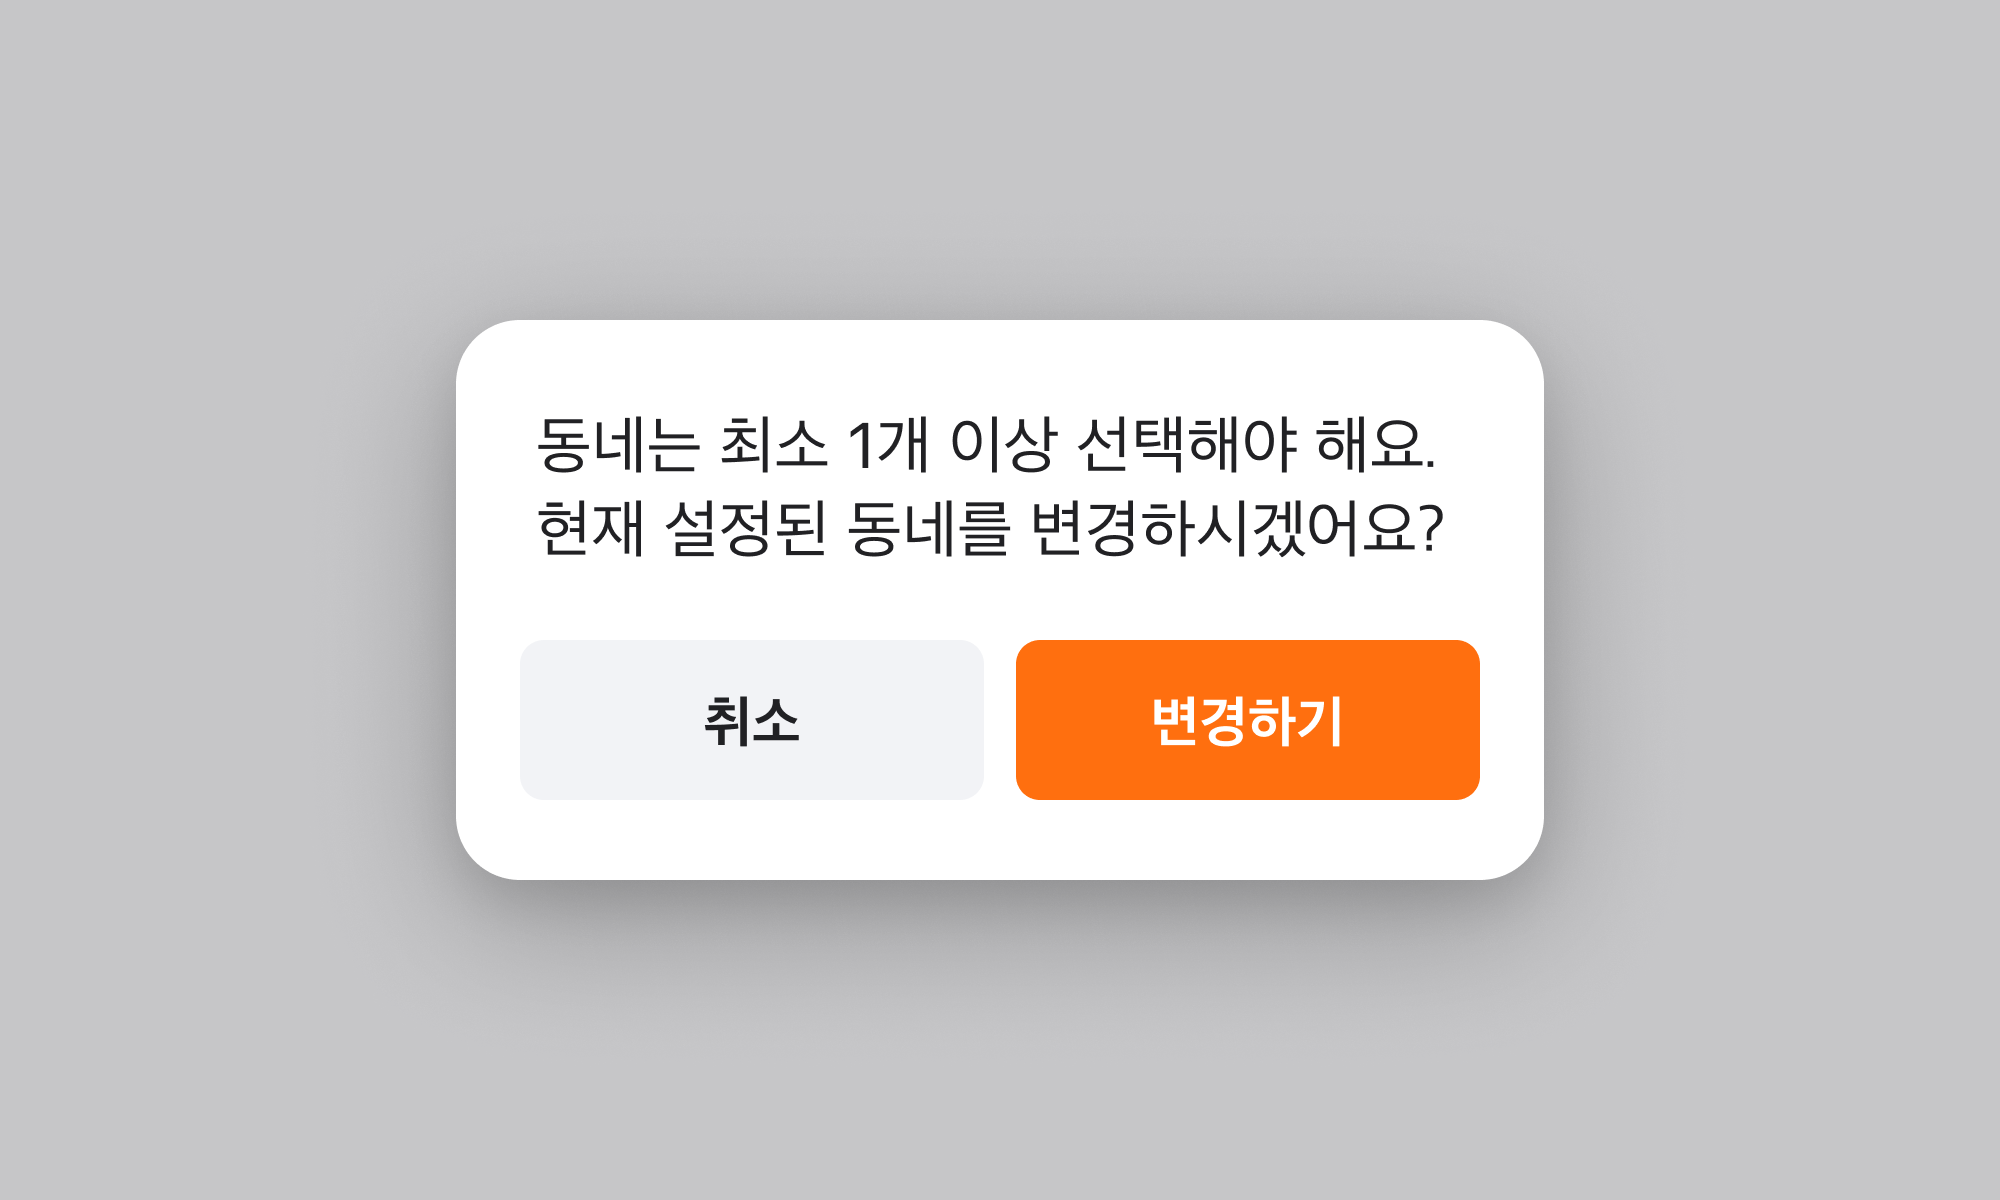 동네는 최소 1개 이상 선택해야 해요.
현재 설정된 동네를 변경하시겠어요?
취소
변경하기